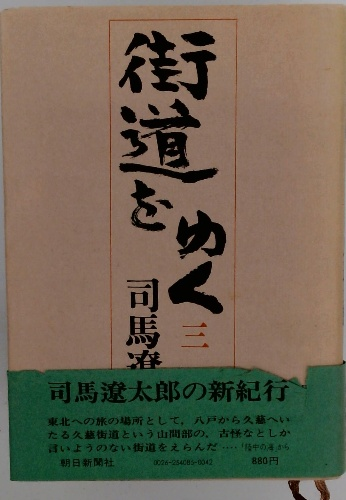 街道を
ゆく
三
司馬遼
司馬遼太郎の新紀行
東北への旅の場所として，八戸から久慈へい
たる久慈街道という山間部の，古怪なとしか
言いようのない街道をえらんだ‥‥「陸中の海」から
朝日新聞社
0026-254085-0042
880円